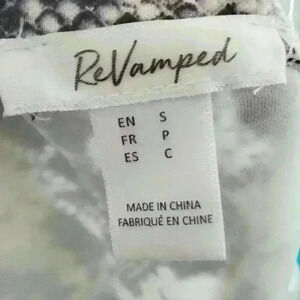 ReVamped
EN S
FR P
ES C
MADE IN CHINA
FABRIQUÉ EN CHINE